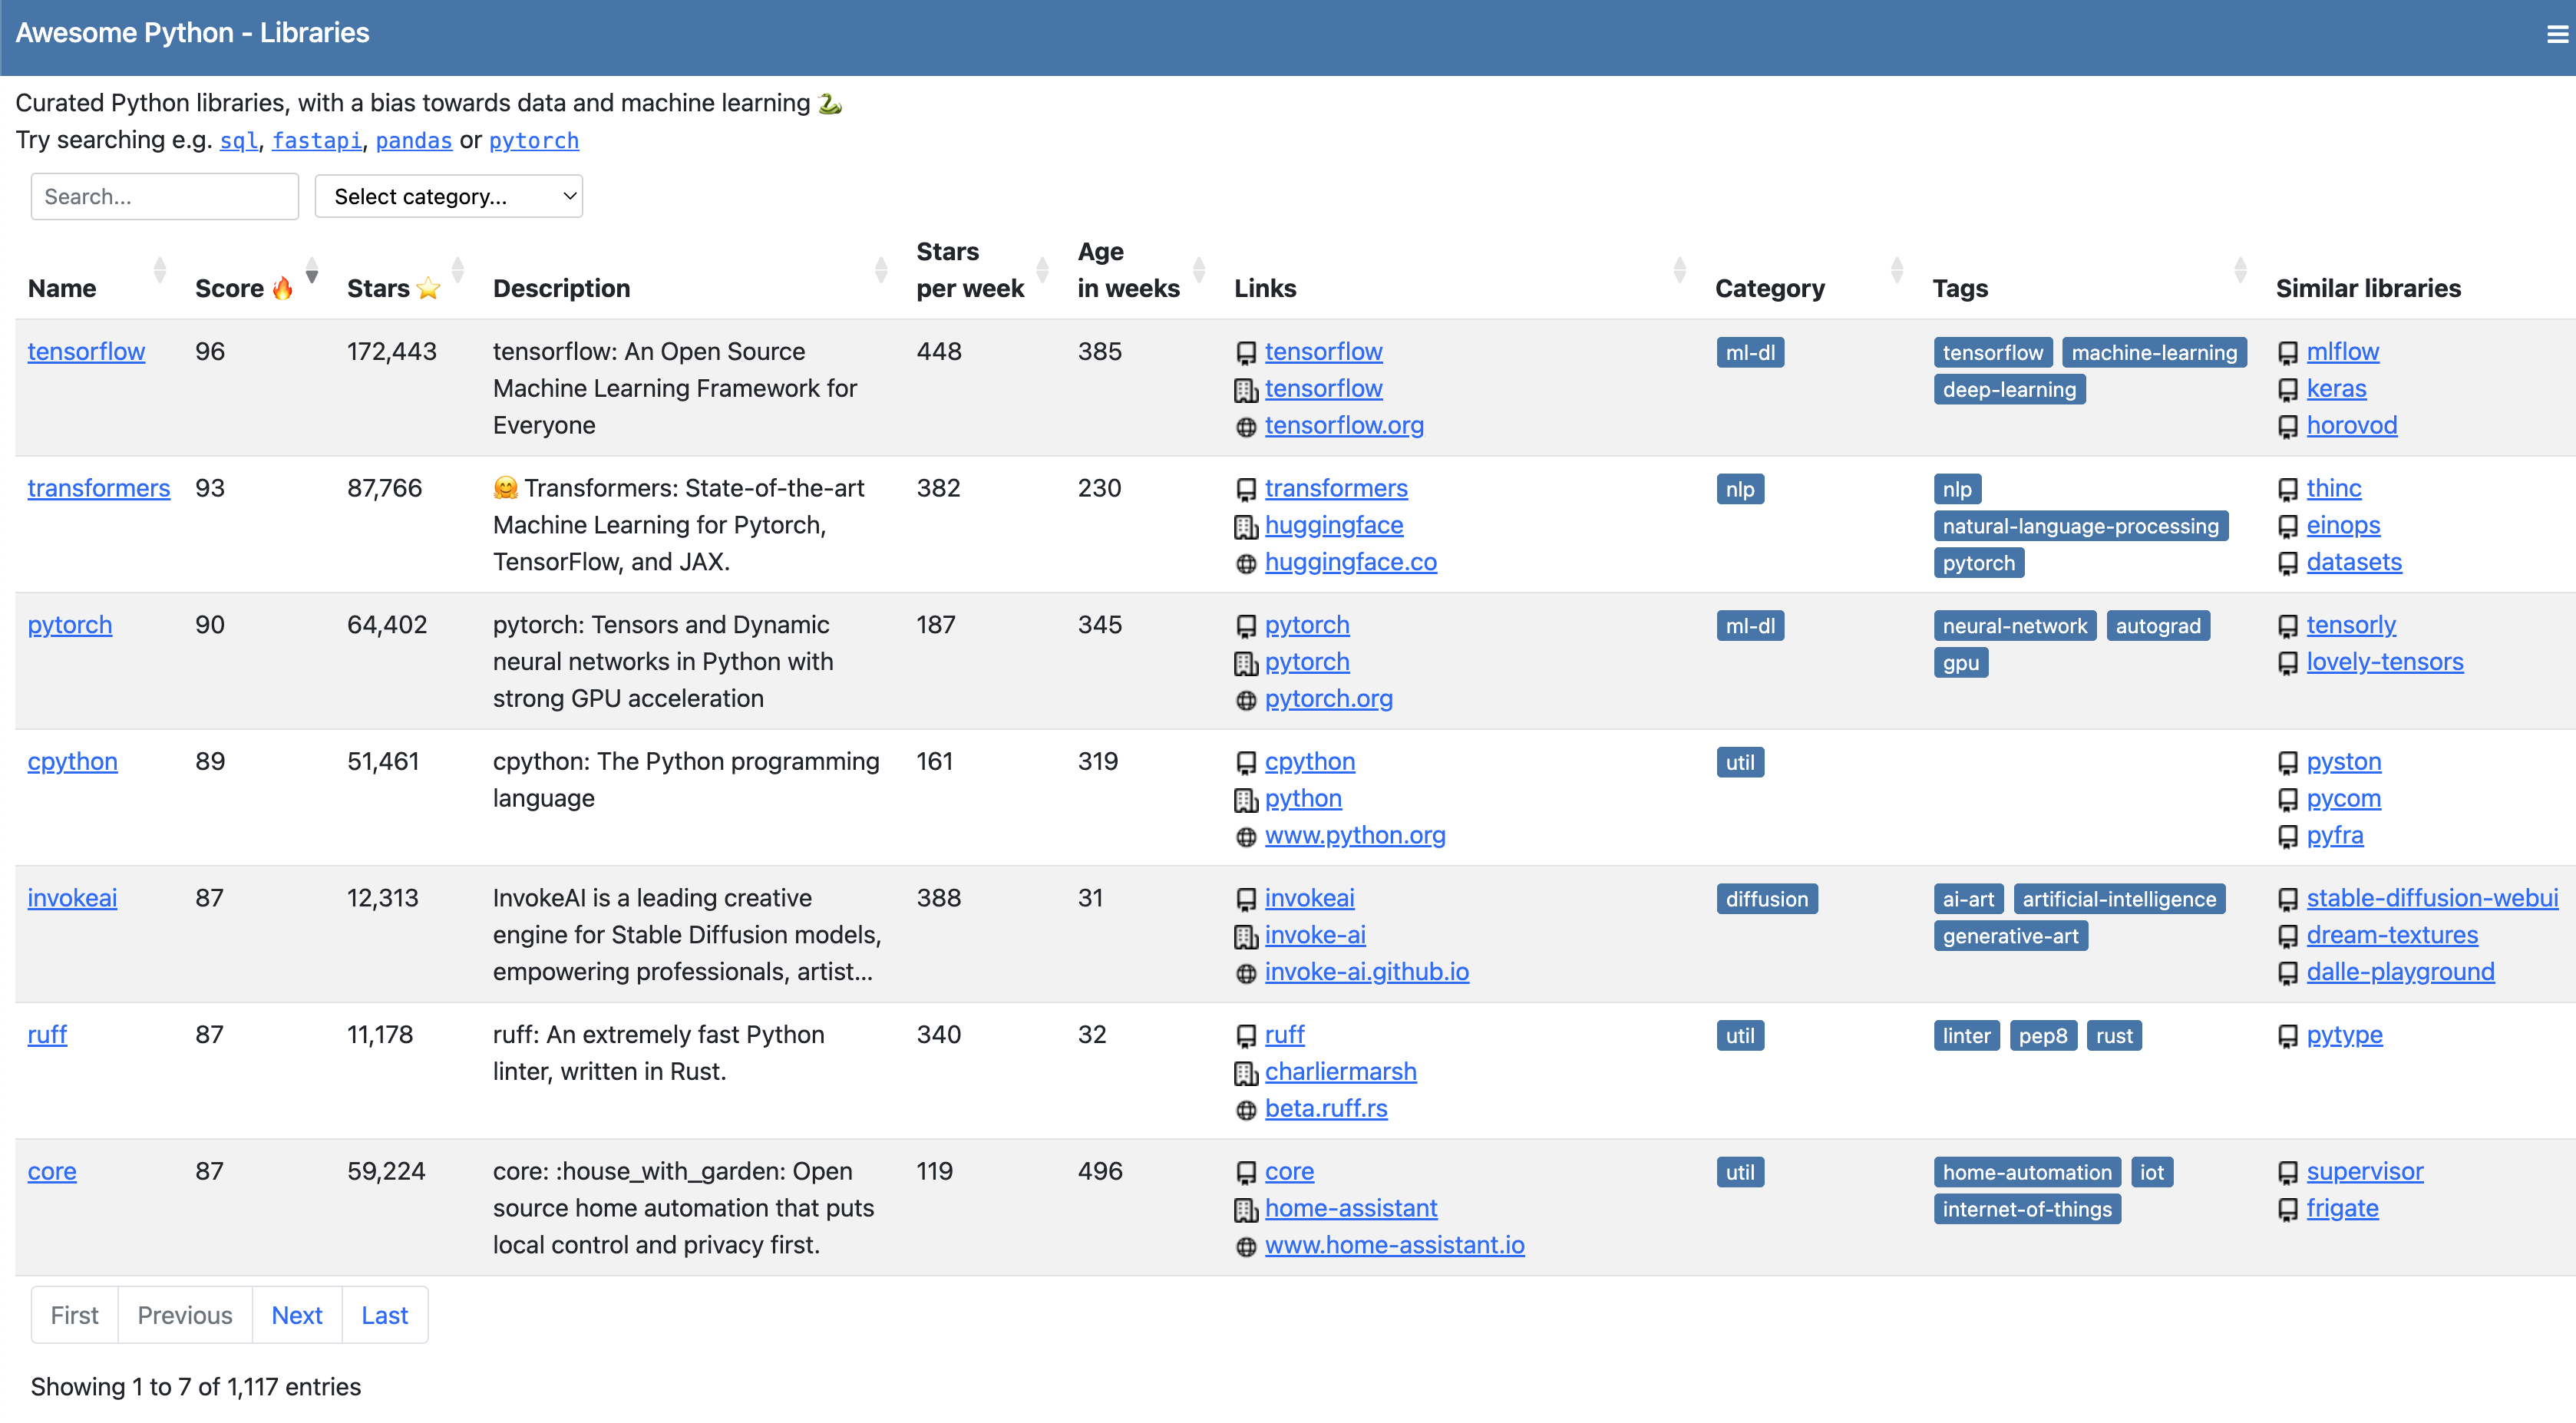 Awesome Python - Libraries
Curated Python libraries, with a bias towards data and machine learning 🐍
Try searching e.g. sql, fastapi, pandas or pytorch
Search...
Select category...
Name Score 🔥 Stars ⭐ Description Stars per week Age in weeks Links Category Tags Similar libraries
tensorflow 96 172,443 tensorflow: An Open Source 448 385 tensorflow ml-dl tensorflow machine-learning mlflow
Machine Learning Framework for tensorflow deep-learning keras
Everyone tensorflow.org horovod
transformers 93 87,766 🤗 Transformers: State-of-the-art 382 230 transformers nlp nlp thinc
Machine Learning for Pytorch, huggingface natural-language-processing einops
TensorFlow, and JAX. huggingface.co pytorch datasets
pytorch 90 64,402 pytorch: Tensors and Dynamic 187 345 pytorch ml-dl neural-network autograd tensorly
neural networks in Python with pytorch gpu lovely-tensors
strong GPU acceleration pytorch.org
cpython 89 51,461 cpython: The Python programming 161 319 cpython util pyston
language python pycom
www.python.org pyfra
invokeai 87 12,313 InvokeAI is a leading creative 388 31 invokeai diffusion ai-art artificial-intelligence stable-diffusion-webui
engine for Stable Diffusion models, invoke-ai generative-art dream-textures
empowering professionals, artist... invoke-ai.github.io dalle-playground
ruff 87 11,178 ruff: An extremely fast Python 340 32 ruff util linter pep8 rust pytype
linter, written in Rust. charliermarsh
beta.ruff.rs
core 87 59,224 core: :house_with_garden: Open 119 496 core util home-automation iot supervisor
source home automation that puts home-assistant internet-of-things frigate
local control and privacy first. www.home-assistant.io
First Previous Next Last
Showing 1 to 7 of 1,117 entries